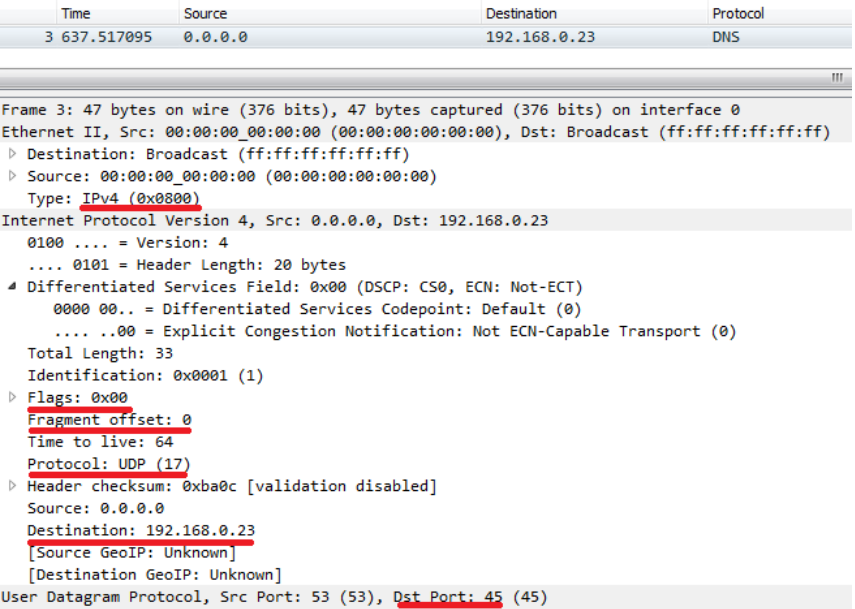 Time Source Destination Protocol
3 637.517095 0.0.0.0 192.168.0.23 DNS
Frame 3: 47 bytes on wire (376 bits), 47 bytes captured (376 bits) on interface 0
Ethernet II, Src: 00:00:00_00:00:00 (00:00:00:00:00:00), Dst: Broadcast (ff:ff:ff:ff:ff:ff)
Destination: Broadcast (ff:ff:ff:ff:ff:ff)
Source: 00:00:00_00:00:00 (00:00:00:00:00:00)
Type: IPv4 (0x0800)
Internet Protocol Version 4, Src: 0.0.0.0, Dst: 192.168.0.23
0100 .... = Version: 4
.... 0101 = Header Length: 20 bytes
Differentiated Services Field: 0x00 (DSCP: CS0, ECN: Not-ECT)
0000 00.. = Differentiated Services Codepoint: Default (0)
.... ..00 = Explicit Congestion Notification: Not ECN-Capable Transport (0)
Total Length: 33
Identification: 0x0001 (1)
Flags: 0x00
Fragment offset: 0
Time to live: 64
Protocol: UDP (17)
Header checksum: 0xba0c [validation disabled]
Source: 0.0.0.0
Destination: 192.168.0.23
[Source GeoIP: Unknown]
[Destination GeoIP: Unknown]
User Datagram Protocol, Src Port: 53 (53), Dst Port: 45 (45)